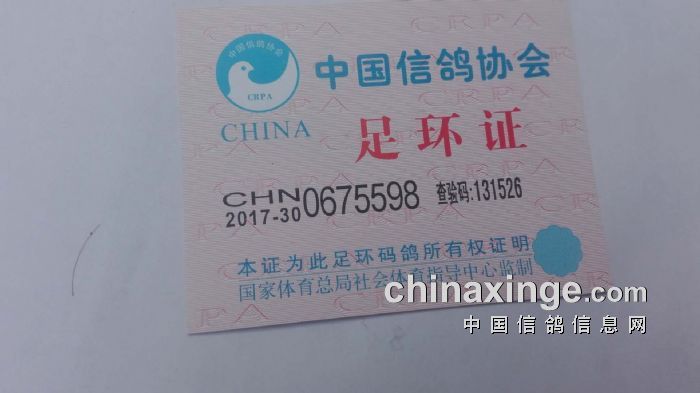 中国信鸽协会
CRPA
CHINA
中国信鸽协会
足环证
CHN
2017-30 0675598 查验码:131526
本证为此足环码鸽所有权证明
国家体育总局社会体育指导中心监制
chinaxinge.com
中国信鸽信息网